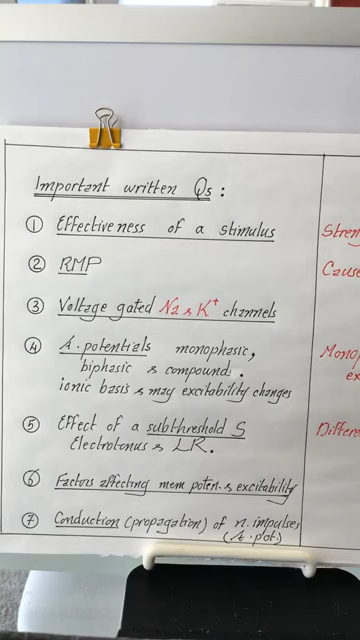 Important written Qs :
① Effectiveness of a stimulus
Stren
② RMP
Cause
③ Voltage gated Na & K+ channels
④ A. potentials monophasic,
Monop
biphasic & compound.
ex
ionic basis & may excitability changes
⑤ Effect of a subthreshold S
Differe
Electrotonus & LR.
⑥ Factors affecting mem poten. & excitability
⑦ Conduction (propagation) of n. impulses
(A. pot.)